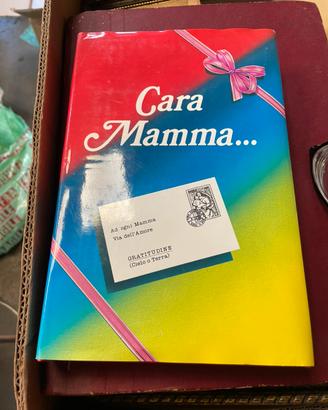 Cara
Mamma...
Ad ogni Mamma
Via dell'Amore
GRATITUDINE
(Cielo o Terra)